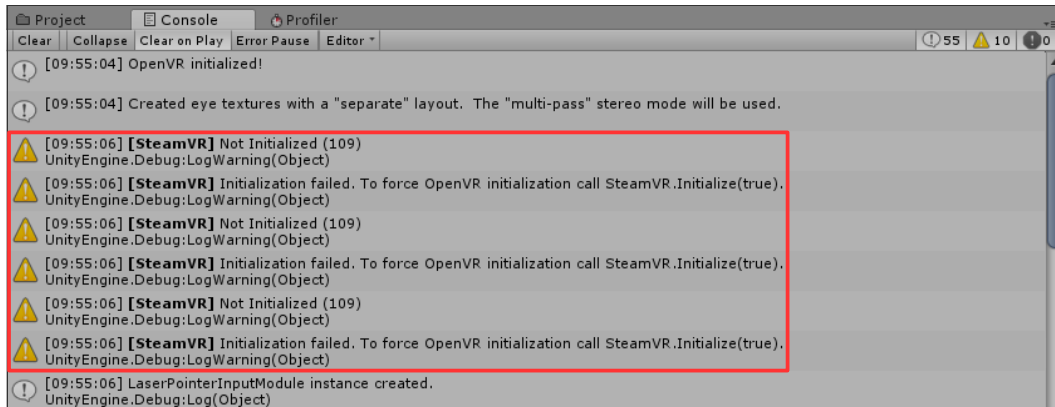 Project Console Profiler
Clear Collapse Clear on Play Error Pause Editor 55 10 0
[09:55:04] OpenVR initialized!
[09:55:04] Created eye textures with a "separate" layout. The "multi-pass" stereo mode will be used.
[09:55:06] [SteamVR] Not Initialized (109)
UnityEngine.Debug:LogWarning(Object)
[09:55:06] [SteamVR] Initialization failed. To force OpenVR initialization call SteamVR.Initialize(true).
UnityEngine.Debug:LogWarning(Object)
[09:55:06] [SteamVR] Not Initialized (109)
UnityEngine.Debug:LogWarning(Object)
[09:55:06] [SteamVR] Initialization failed. To force OpenVR initialization call SteamVR.Initialize(true).
UnityEngine.Debug:LogWarning(Object)
[09:55:06] [SteamVR] Not Initialized (109)
UnityEngine.Debug:LogWarning(Object)
[09:55:06] [SteamVR] Initialization failed. To force OpenVR initialization call SteamVR.Initialize(true).
UnityEngine.Debug:LogWarning(Object)
[09:55:06] LaserPointerInputModule instance created.
UnityEngine.Debug:Log(Object)